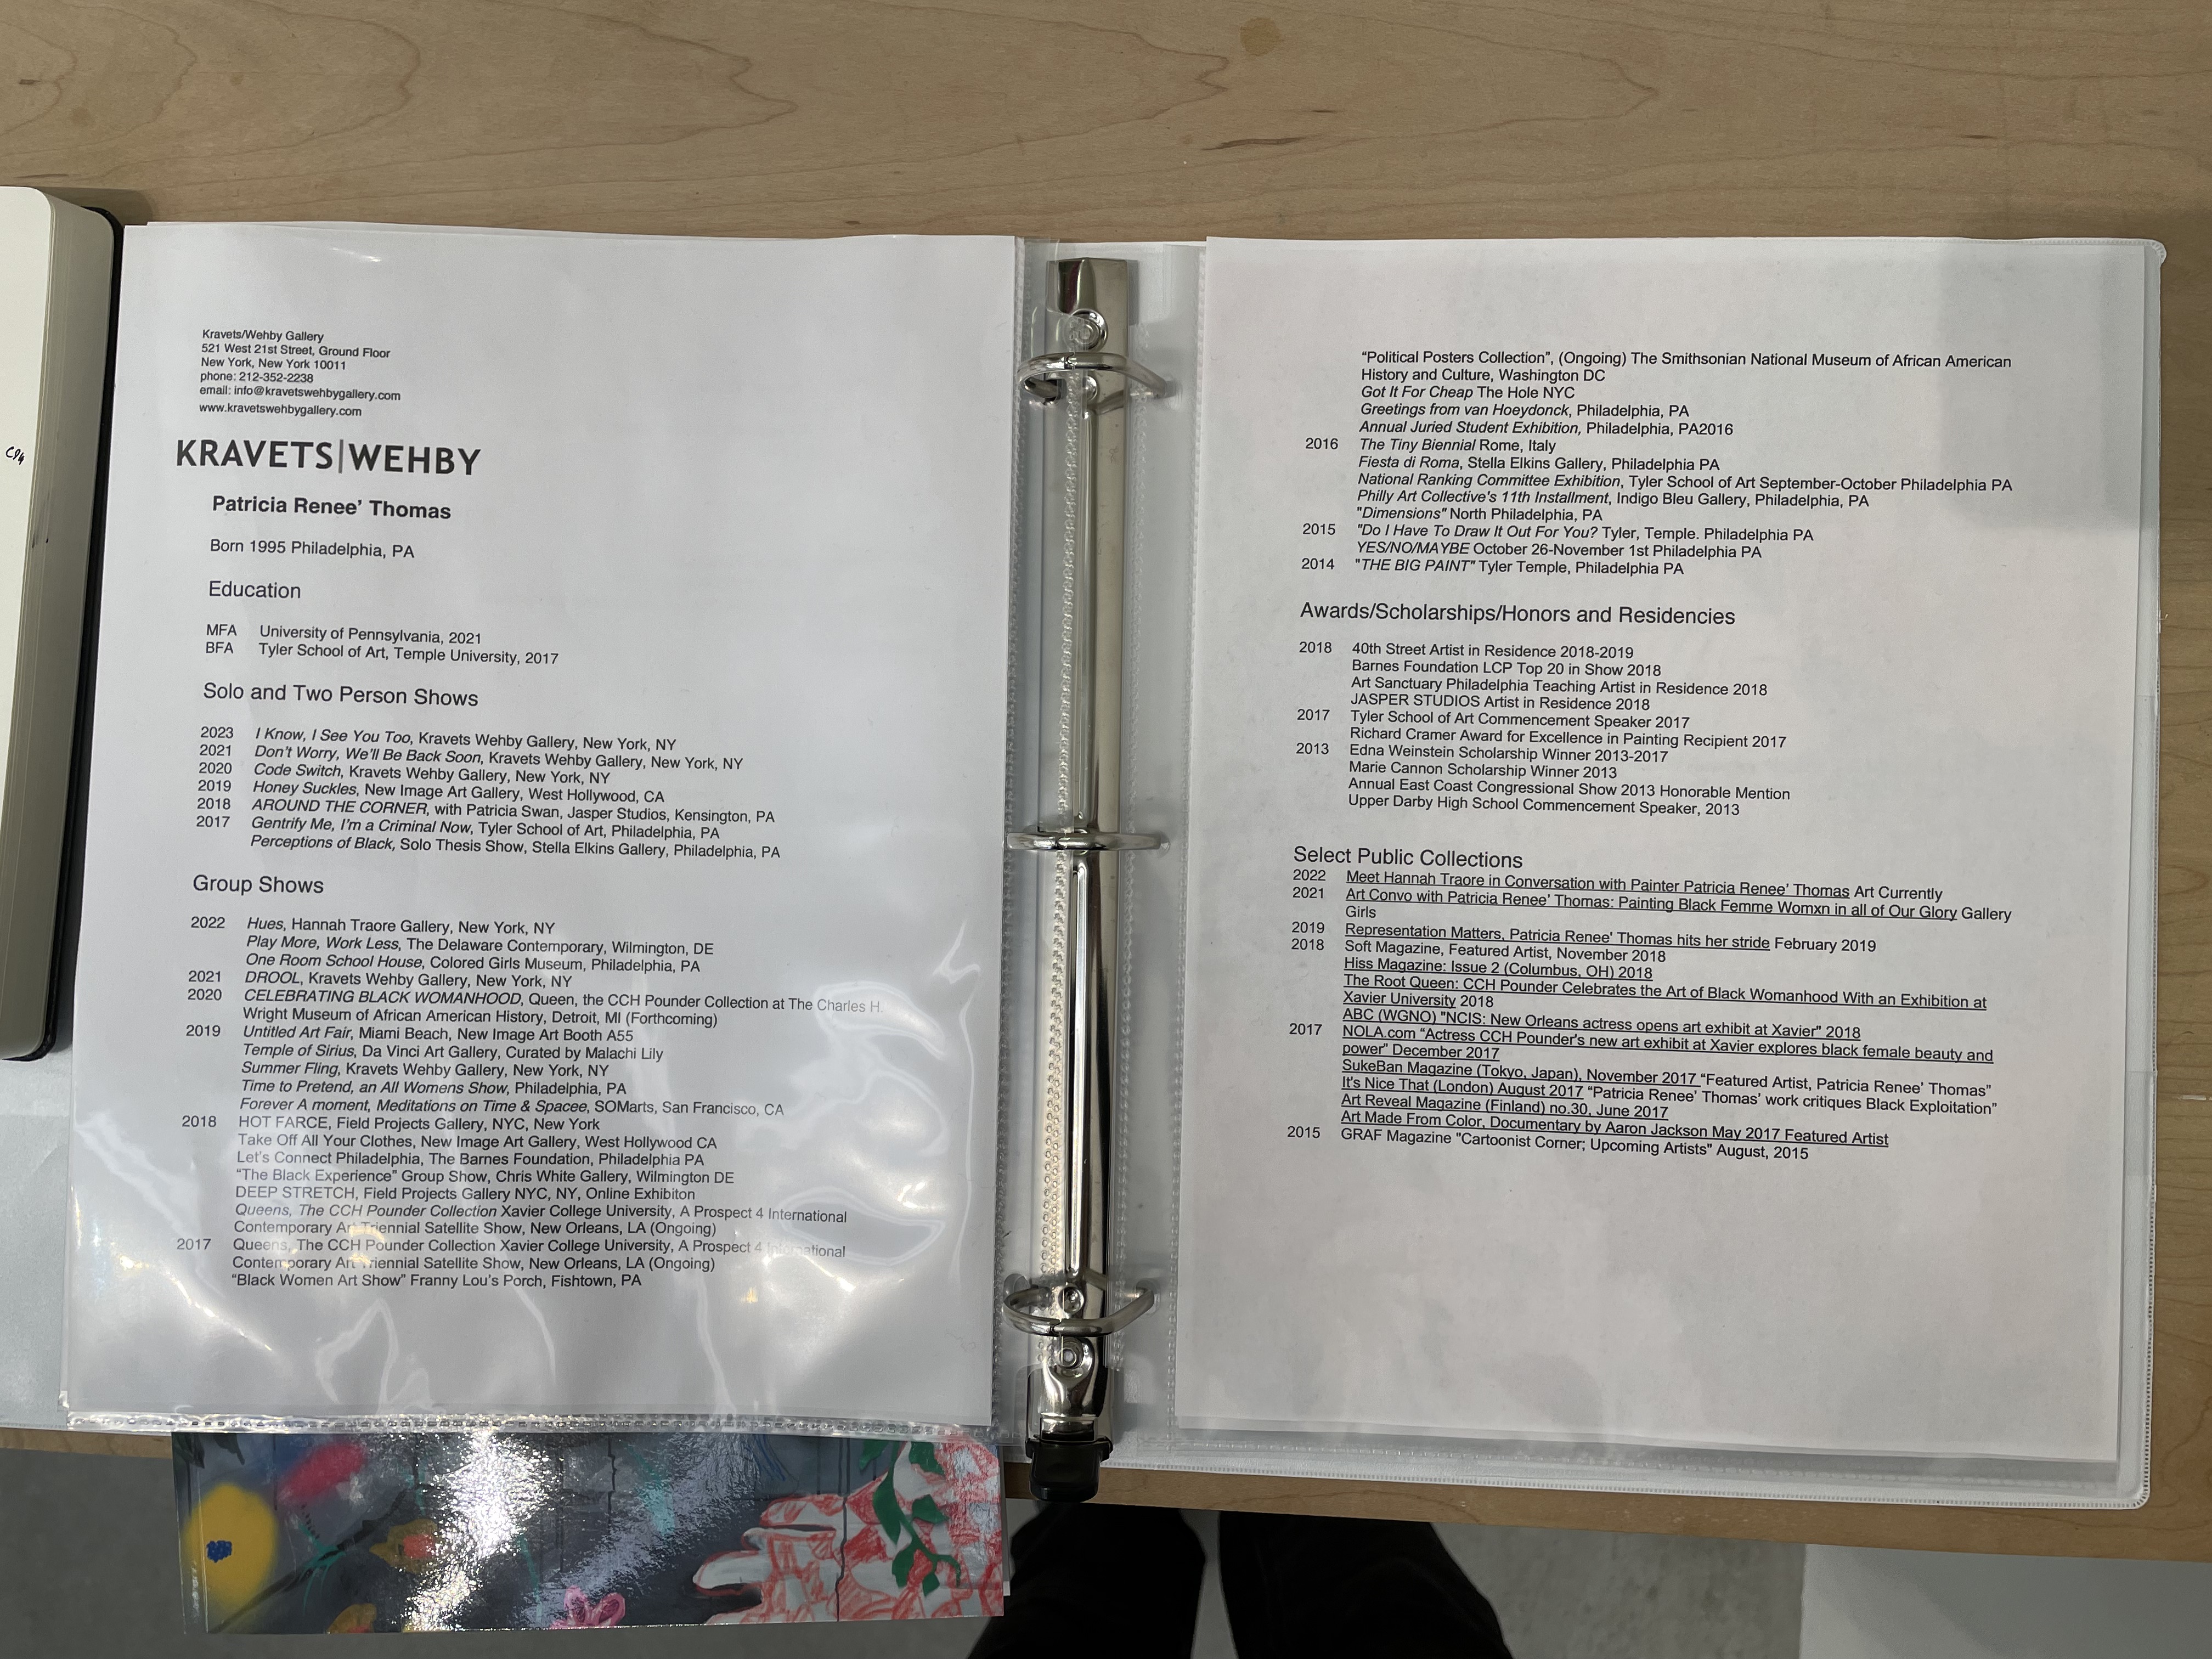 Kravets/Wehby Gallery
521 West 21st Street, Ground Floor
New York, New York 10011
phone: 212-352-2238
email: info@kravetswehbygallery.com
www.kravetswehbygallery.com
KRAVETS|WEHBY
Patricia Renee’ Thomas
Born 1995 Philadelphia, PA
Education
MFA University of Pennsylvania, 2021
BFA Tyler School of Art, Temple University, 2017
Solo and Two Person Shows
2023 I Know, I See You Too, Kravets Wehby Gallery, New York, NY
2021 Don't Worry, We'll Be Back Soon, Kravets Wehby Gallery, New York, NY
2020 Code Switch, Kravets Wehby Gallery, New York, NY
2019 Honey Suckles, New Image Art Gallery, West Hollywood, CA
2018 AROUND THE CORNER, with Patricia Swan, Jasper Studios, Kensington, PA
2017 Gentrify Me, I'm a Criminal Now, Tyler School of Art, Philadelphia, PA
Perceptions of Black, Solo Thesis Show, Stella Elkins Gallery, Philadelphia, PA
Group Shows
2022 Hues, Hannah Traore Gallery, New York, NY
Play More, Work Less, The Delaware Contemporary, Wilmington, DE
One Room School House, Colored Girls Museum, Philadelphia, PA
2021 DROOL, Kravets Wehby Gallery, New York, NY
2020 CELEBRATING BLACK WOMANHOOD, Queen, the CCH Pounder Collection at The Charles H.
Wright Museum of African American History, Detroit, MI (Forthcoming)
2019 Untitled Art Fair, Miami Beach, New Image Art Booth A55
Temple of Sirius, Da Vinci Art Gallery, Curated by Malachi Lily
Summer Fling, Kravets Wehby Gallery, New York, NY
Time to Pretend, an All Womens Show, Philadelphia, PA
Forever A moment, Meditations on Time & Spacee, SOMarts, San Francisco, CA
2018 HOT FARCE, Field Projects Gallery, NYC, New York
Take Off All Your Clothes, New Image Art Gallery, West Hollywood CA
Let's Connect Philadelphia, The Barnes Foundation, Philadelphia PA
“The Black Experience” Group Show, Chris White Gallery, Wilmington DE
DEEP STRETCH, Field Projects Gallery NYC, NY, Online Exhibiton
Queens, The CCH Pounder Collection Xavier College University, A Prospect 4 International
Contemporary Art Triennial Satellite Show, New Orleans, LA (Ongoing)
2017 Queens, The CCH Pounder Collection Xavier College University, A Prospect 4 International
Contemporary Art Triennial Satellite Show, New Orleans, LA (Ongoing)
“Black Women Art Show” Franny Lou's Porch, Fishtown, PA
“Political Posters Collection”, (Ongoing) The Smithsonian National Museum of African American
History and Culture, Washington DC
Got It For Cheap The Hole NYC
Greetings from van Hoeydonck, Philadelphia, PA
Annual Juried Student Exhibition, Philadelphia, PA2016
2016 The Tiny Biennial Rome, Italy
Fiesta di Roma, Stella Elkins Gallery, Philadelphia PA
National Ranking Committee Exhibition, Tyler School of Art September-October Philadelphia PA
Philly Art Collective's 11th Installment, Indigo Bleu Gallery, Philadelphia, PA
"Dimensions" North Philadelphia, PA
2015 "Do I Have To Draw It Out For You? Tyler, Temple. Philadelphia PA
YES/NO/MAYBE October 26-November 1st Philadelphia PA
2014 "THE BIG PAINT" Tyler Temple, Philadelphia PA
Awards/Scholarships/Honors and Residencies
2018 40th Street Artist in Residence 2018-2019
Barnes Foundation LCP Top 20 in Show 2018
Art Sanctuary Philadelphia Teaching Artist in Residence 2018
JASPER STUDIOS Artist in Residence 2018
2017 Tyler School of Art Commencement Speaker 2017
Richard Cramer Award for Excellence in Painting Recipient 2017
2013 Edna Weinstein Scholarship Winner 2013-2017
Marie Cannon Scholarship Winner 2013
Annual East Coast Congressional Show 2013 Honorable Mention
Upper Darby High School Commencement Speaker, 2013
Select Public Collections
2022 Meet Hannah Traore in Conversation with Painter Patricia Renee' Thomas Art Currently
2021 Art Convo with Patricia Renee' Thomas: Painting Black Femme Womxn in all of Our Glory Gallery
Girls
2019 Representation Matters, Patricia Renee' Thomas hits her stride February 2019
2018 Soft Magazine, Featured Artist, November 2018
Hiss Magazine: Issue 2 (Columbus, OH) 2018
The Root Queen: CCH Pounder Celebrates the Art of Black Womanhood With an Exhibition at
Xavier University 2018
ABC (WGNO) "NCIS: New Orleans actress opens art exhibit at Xavier" 2018
2017 NOLA.com “Actress CCH Pounder's new art exhibit at Xavier explores black female beauty and
power” December 2017
SukeBan Magazine (Tokyo, Japan), November 2017 “Featured Artist, Patricia Renee' Thomas”
It's Nice That (London) August 2017 “Patricia Renee' Thomas' work critiques Black Exploitation”
Art Reveal Magazine (Finland) no.30, June 2017
Art Made From Color, Documentary by Aaron Jackson May 2017 Featured Artist
2015 GRAF Magazine "Cartoonist Corner; Upcoming Artists" August, 2015